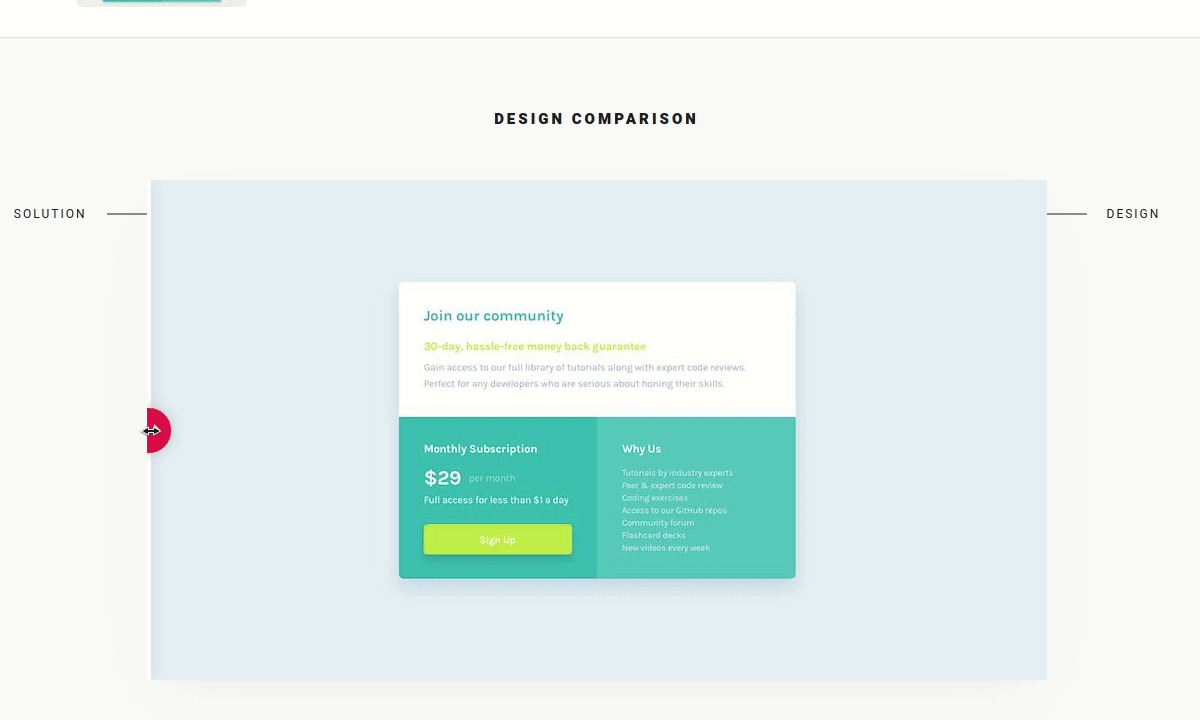 DESIGN COMPARISON
SOLUTION
DESIGN
Join our community
30-day, hassle-free money back guarantee
Gain access to our full library of tutorials along with expert code reviews.
Perfect for any developers who are serious about honing their skills.
Monthly Subscription
$29 per month
Full access for less than $1 a day
Sign Up
Why Us
Tutorials by industry experts
Peer & expert code review
Coding exercises
Access to our GitHub repos
Community forum
Flashcard decks
New videos every week